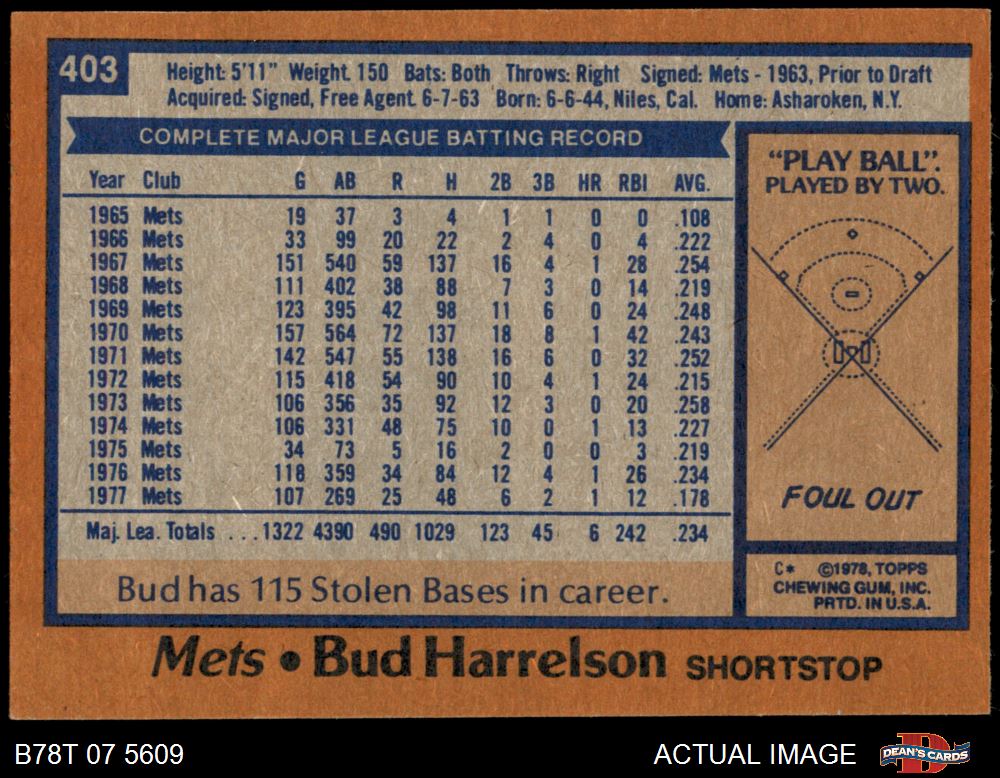 403
Height: 5'11" Weight. 150 Bats: Both Throws: Right Signed: Mets - 1963, Prior to Draft
Acquired: Signed, Free Agent. 6-7-63 Born: 6-6-44, Niles, Cal. Home: Asharoken, N.Y.
COMPLETE MAJOR LEAGUE BATTING RECORD
Year Club G AB R H 2B 3B HR RBI AVG.
1965 Mets 19 37 3 4 1 1 0 0 .108
1966 Mets 33 99 20 22 2 4 0 4 .222
1967 Mets 151 540 59 137 16 4 1 28 .254
1968 Mets 111 402 38 88 7 3 0 14 .219
1969 Mets 123 395 42 98 11 6 0 24 .248
1970 Mets 157 564 72 137 18 8 1 42 .243
1971 Mets 142 547 55 138 16 6 0 32 .252
1972 Mets 115 418 54 90 10 4 1 24 .215
1973 Mets 106 356 35 92 12 3 0 20 .258
1974 Mets 106 331 48 75 10 0 1 13 .227
1975 Mets 34 73 5 16 2 0 0 3 .219
1976 Mets 118 359 34 84 12 4 1 26 .234
1977 Mets 107 269 25 48 6 2 1 12 .178
Maj. Lea. Totals ...1322 4390 490 1029 123 45 6 242 .234
Bud has 115 Stolen Bases in career.
"PLAY BALL".
PLAYED BY TWO.
FOUL OUT
C* ©1978, TOPPS
CHEWING GUM, INC.
PRTD. IN U.S.A.
Mets • Bud Harrelson SHORTSTOP
B78T 07 5609
ACTUAL IMAGE
D
DEAN'S CARDS